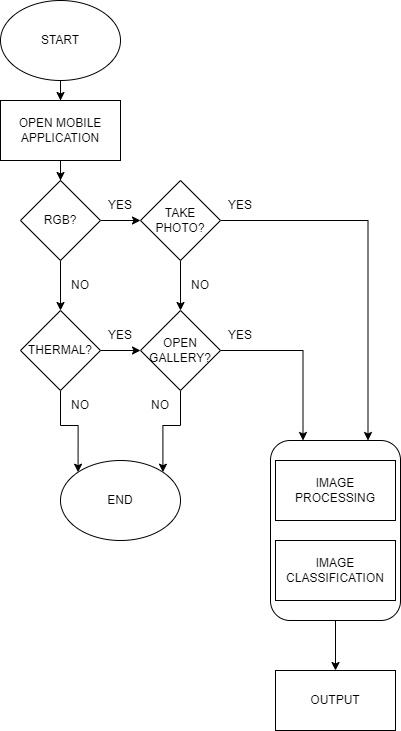 START
OPEN MOBILE
APPLICATION
YES
YES
RGB?
TAKE
PHOTO?
NO
NO
YES
YES
THERMAL?
OPEN
GALLERY?
NO
NO
END
IMAGE
PROCESSING
IMAGE
CLASSIFICATION
OUTPUT